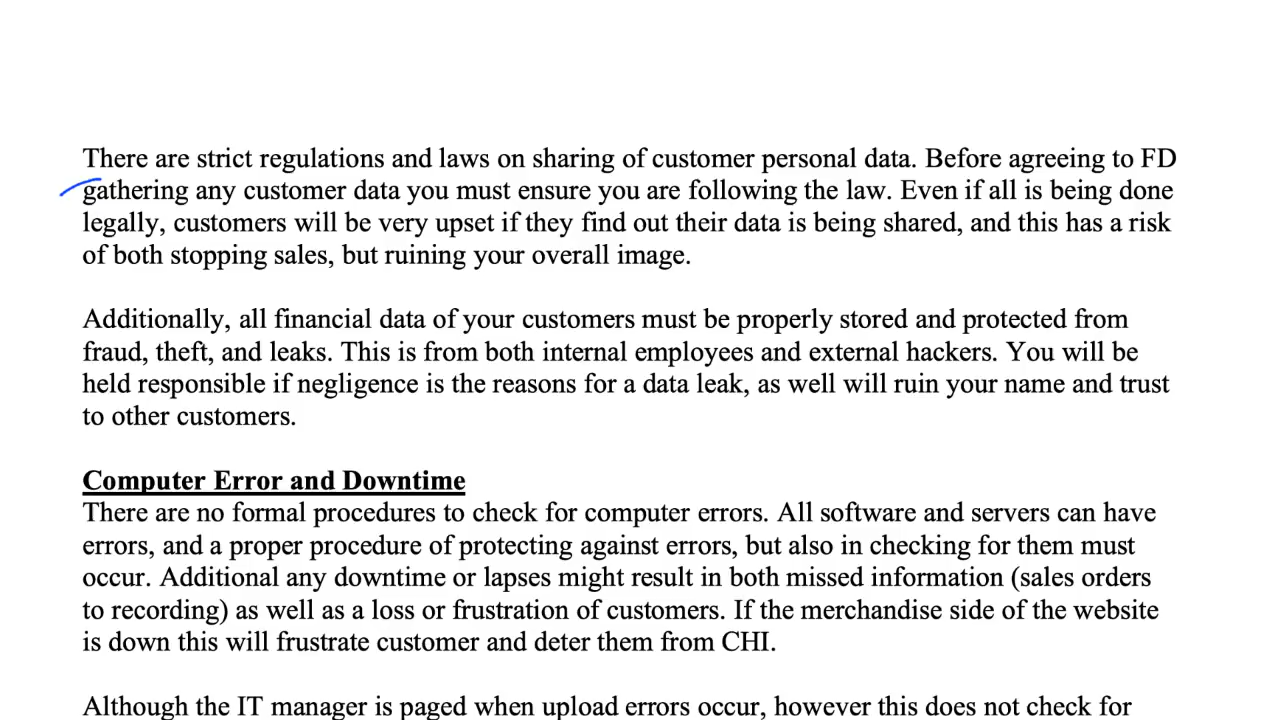 There are strict regulations and laws on sharing of customer personal data. Before agreeing to FD
gathering any customer data you must ensure you are following the law. Even if all is being done
legally, customers will be very upset if they find out their data is being shared, and this has a risk
of both stopping sales, but ruining your overall image.
Additionally, all financial data of your customers must be properly stored and protected from
fraud, theft, and leaks. This is from both internal employees and external hackers. You will be
held responsible if negligence is the reasons for a data leak, as well will ruin your name and trust
to other customers.
Computer Error and Downtime
There are no formal procedures to check for computer errors. All software and servers can have
errors, and a proper procedure of protecting against errors, but also in checking for them must
occur. Additional any downtime or lapses might result in both missed information (sales orders
to recording) as well as a loss or frustration of customers. If the merchandise side of the website
is down this will frustrate customer and deter them from CHI.
Although the IT manager is paged when upload errors occur, however this does not check for